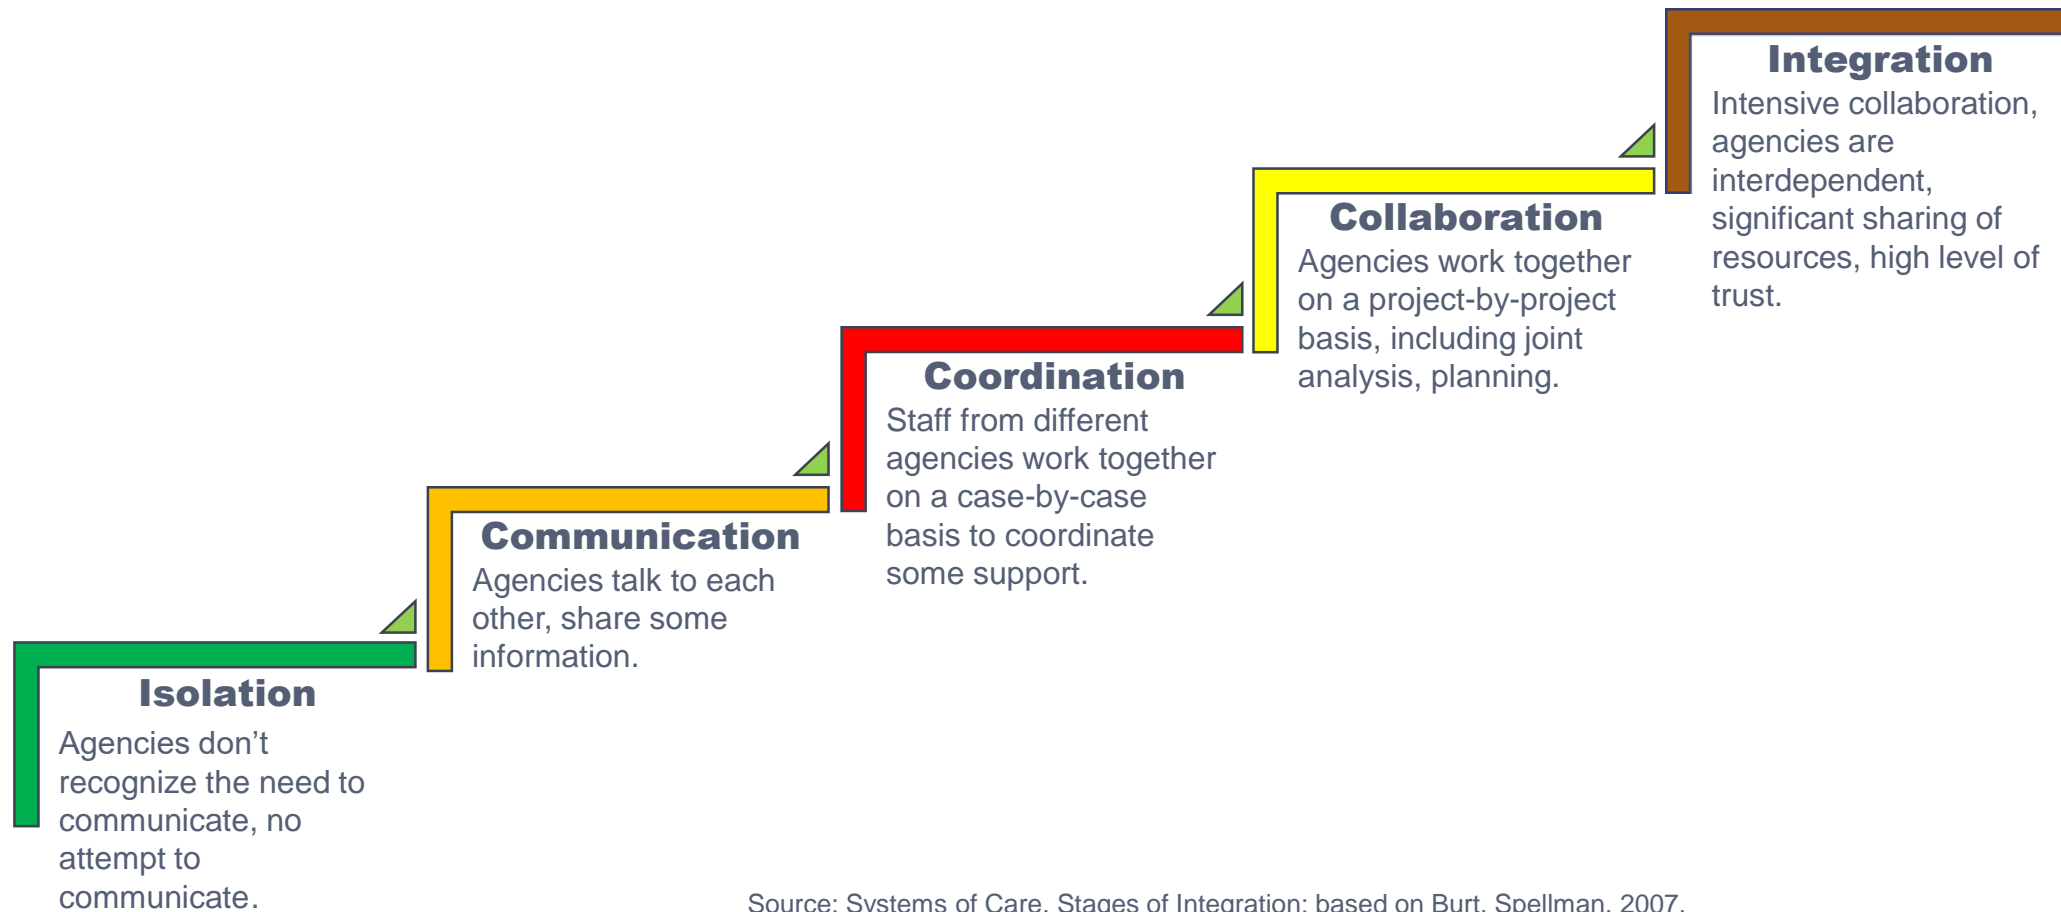 Integration
Intensive collaboration,
agencies are
interdependent,
significant sharing of
resources, high level of
trust.
Collaboration
Agencies work together
on a project-by-project
basis, including joint
analysis, planning.
Coordination
Staff from different
agencies work together
on a case-by-case
basis to coordinate
some support.
Communication
Agencies talk to each
other, share some
information.
Isolation
Agencies don’t
recognize the need to
communicate, no
attempt to
communicate.
Source: Systems of Care, Stages of Integration; based on Burt, Spellman, 2007.